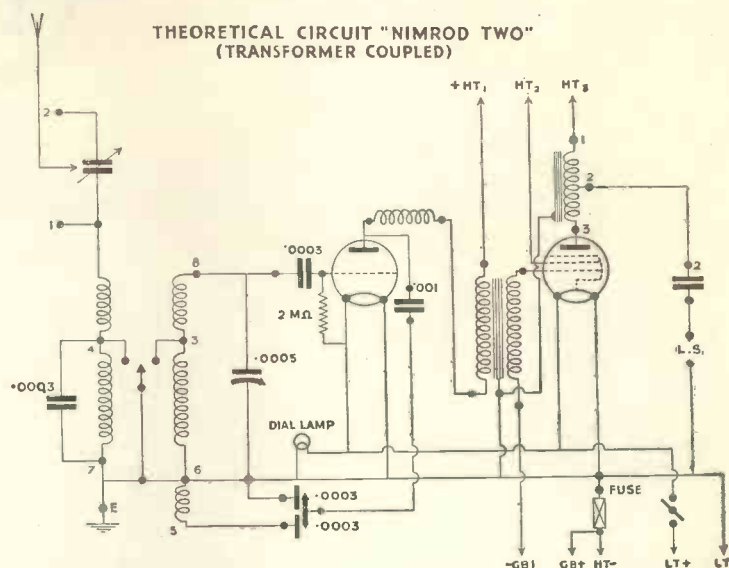 THEORETICAL CIRCUIT "NIMROD TWO"
(TRANSFORMER COUPLED)
+HT1 HT2 HT3
2
1
1
2
3
8
.0003
.001
2
2 MΩ
4
3
.0005
L.S.
.0003
DIAL LAMP
7
6
E
5
.0003
.0003
FUSE
-GB1 GB+ HT- LT+ LT